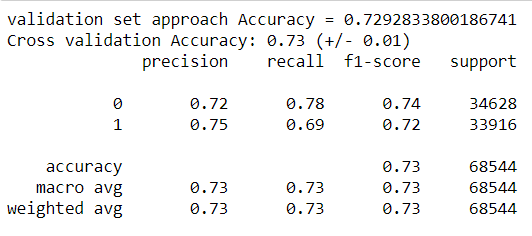 validation set approach Accuracy = 0.7292833800186741
Cross validation Accuracy: 0.73 (+/- 0.01)
precision recall f1-score support
0 0.72 0.78 0.74 34628
1 0.75 0.69 0.72 33916
accuracy 0.73 68544
macro avg 0.73 0.73 0.73 68544
weighted avg 0.73 0.73 0.73 68544